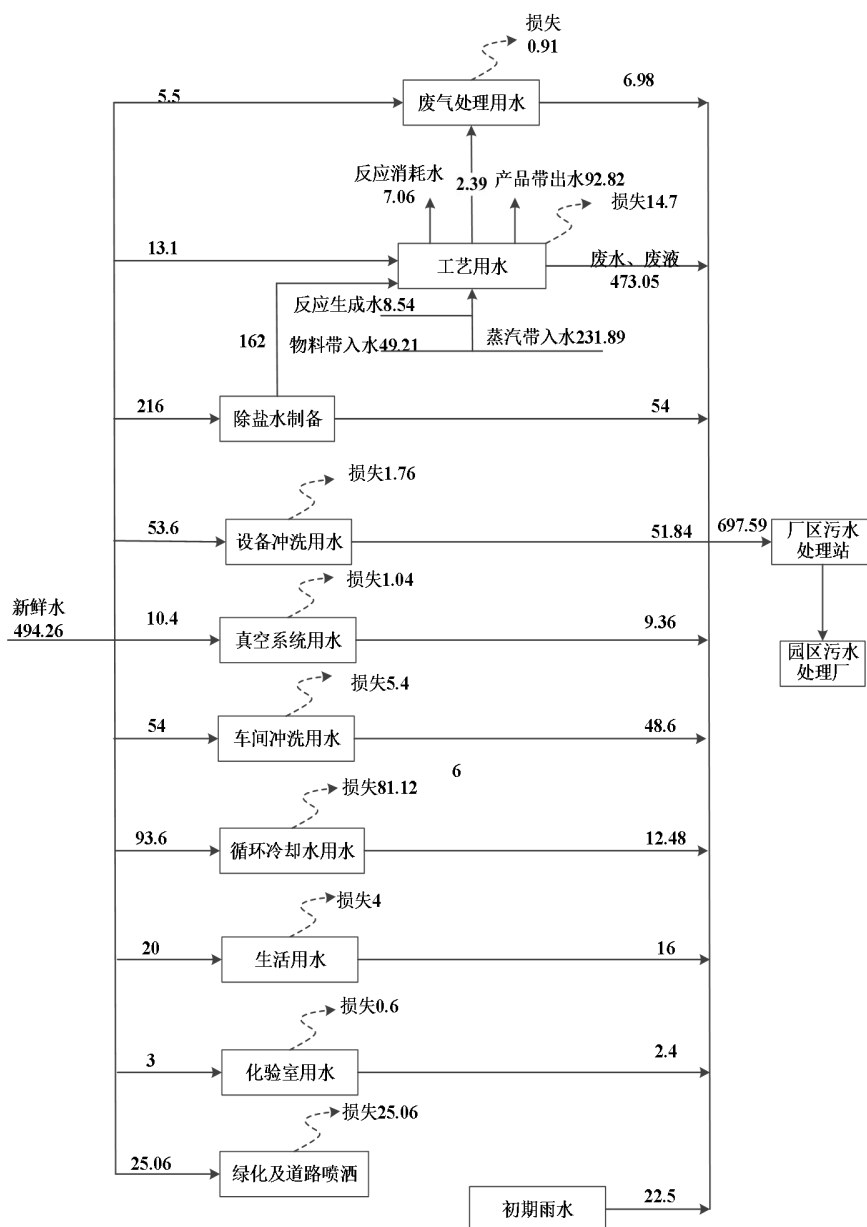 损失
0.91
5.5
废气处理用水
6.98
反应消耗水
7.06
2.39
产品带出水92.82
损失14.7
13.1
工艺用水
废水、废液
473.05
反应生成水8.54
162
物料带入水49.21
蒸汽带入水231.89
216
除盐水制备
54
损失1.76
53.6
设备冲洗用水
51.84
697.59
厂区污水
处理站
损失1.04
新鲜水
494.26
10.4
真空系统用水
9.36
园区污水
处理厂
损失5.4
54
车间冲洗用水
48.6
6
损失81.12
93.6
循环冷却水用水
12.48
损失4
20
生活用水
16
损失0.6
3
化验室用水
2.4
损失25.06
25.06
绿化及道路喷洒
初期雨水
22.5